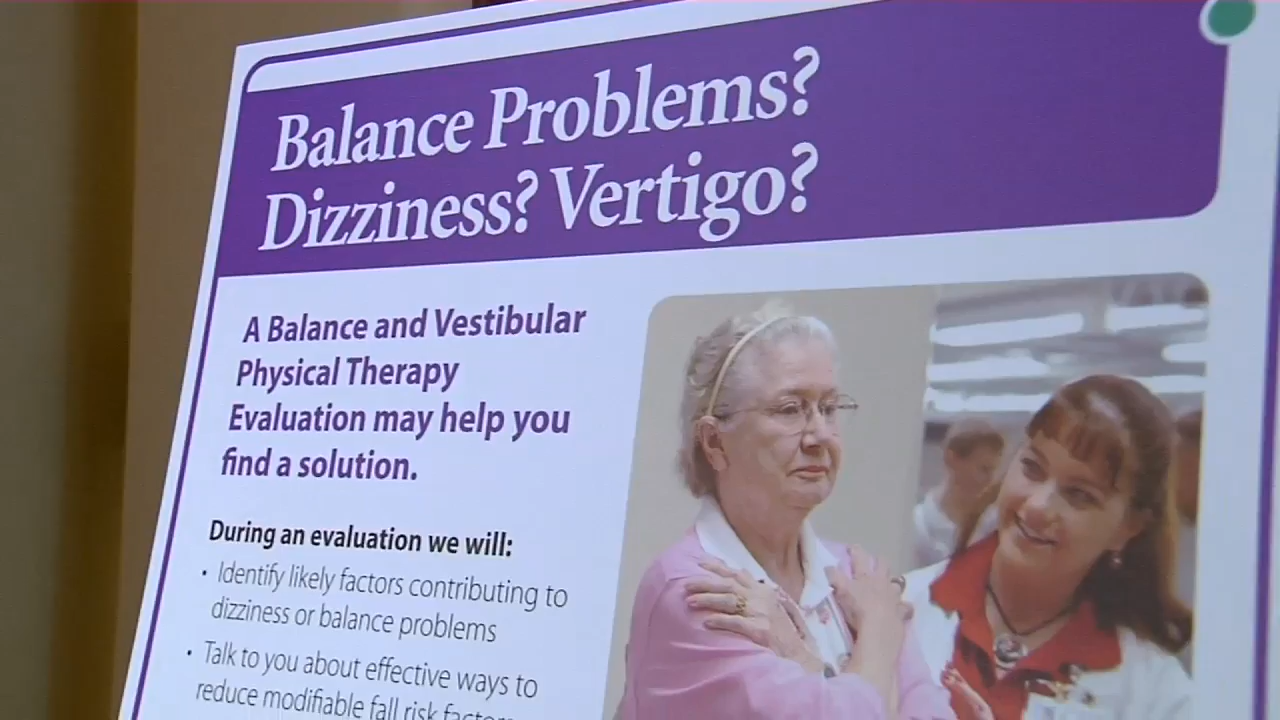 Balance Problems?
Dizziness? Vertigo?
A Balance and Vestibular
Physical Therapy
Evaluation may help you
find a solution.
During an evaluation we will:
• Identify likely factors contributing to
dizziness or balance problems
• Talk to you about effective ways to
reduce modifiable fall risk factors